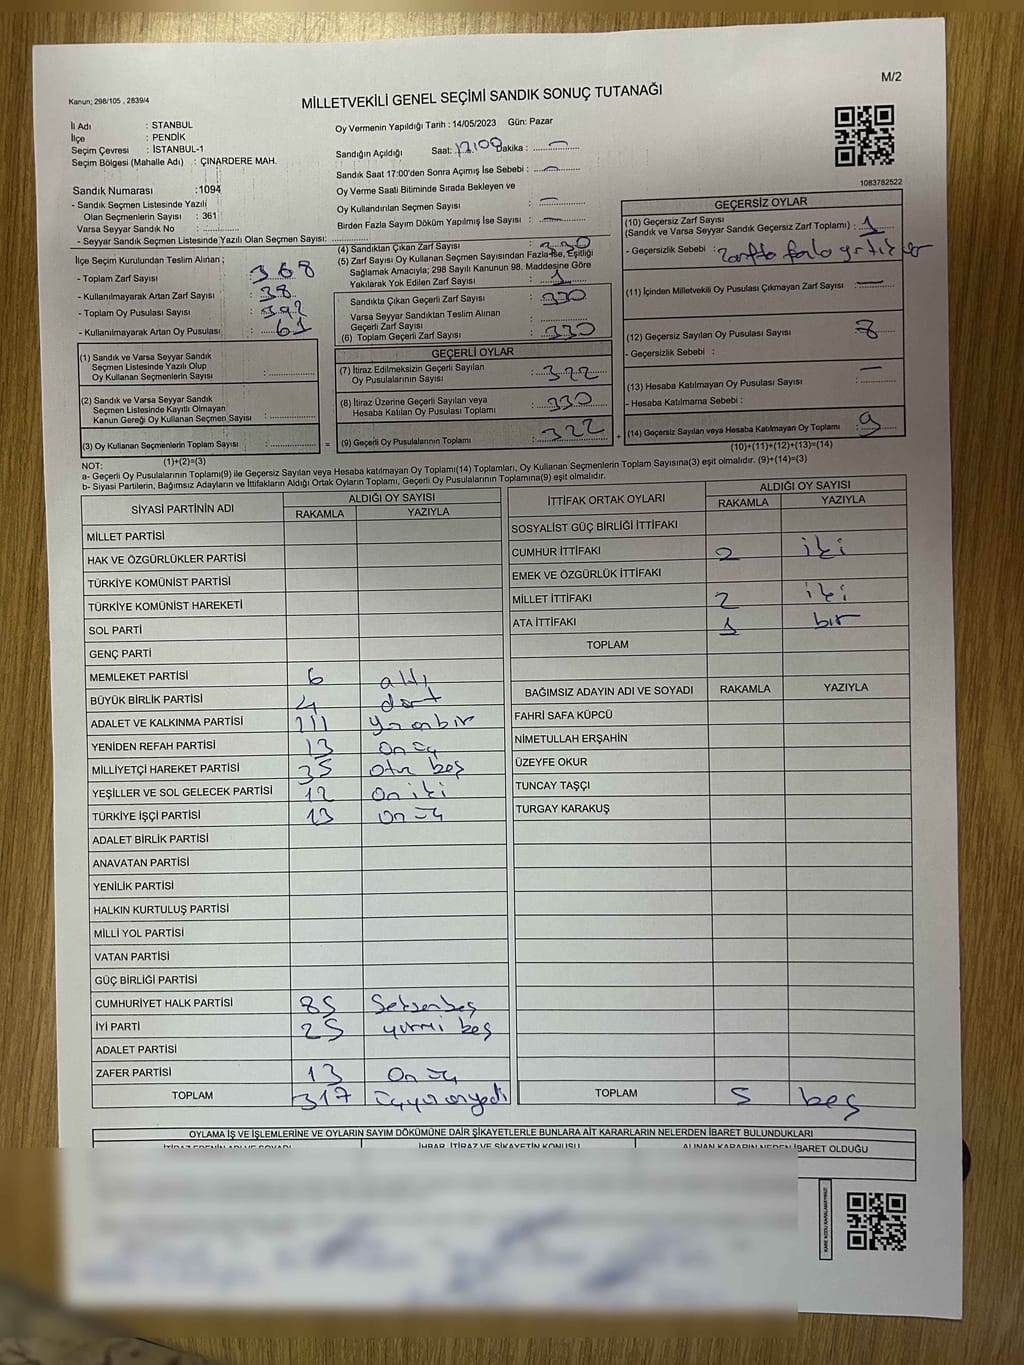 M/2
Kanun; 298/105 , 2839/4
MİLLETVEKİLİ GENEL SEÇİMİ SANDIK SONUÇ TUTANAĞI
İl Adı : STANBUL
İlçe : PENDİK
Seçim Çevresi : İSTANBUL-1
Seçim Bölgesi (Mahalle Adı) : ÇINARDERE MAH.
Sandık Numarası :1094
- Sandık Seçmen Listesinde Yazılı
Olan Seçmenlerin Sayısı : 361
Varsa Seyyar Sandık No :
- Seyyar Sandık Seçmen Listesinde Yazılı Olan Seçmen Sayısı:
İlçe Seçim Kurulundan Teslim Alınan ;
- Toplam Zarf Sayısı : 368
- Kullanılmayarak Artan Zarf Sayısı : 38
- Toplam Oy Pusulası Sayısı : 392
- Kullanılmayarak Artan Oy Pusulası : 61
(1) Sandık ve Varsa Seyyar Sandık
Seçmen Listesinde Yazılı Olup
Oy Kullanan Seçmenlerin Sayısı :
(2) Sandık ve Varsa Seyyar Sandık
Seçmen Listesinde Kayıtlı Olmayan
Kanun Gereği Oy Kullanan Seçmen Sayısı :
(3) Oy Kullanan Seçmenlerin Toplam Sayısı : =
(1)+(2)=(3)
Oy Vermenin Yapıldığı Tarih : 14/05/2023 Gün: Pazar
Sandığın Açıldığı Saat: 17.00 Dakika : —
Sandık Saat 17:00'den Sonra Açımış İse Sebebi : —
Oy Verme Saati Bitiminde Sırada Bekleyen ve
Oy Kullandırılan Seçmen Sayısı : —
Birden Fazla Sayım Döküm Yapılmış İse Sayısı : —
(4) Sandıktan Çıkan Zarf Sayısı : 330
(5) Zarf Sayısı Oy Kullanan Seçmen Sayısından Fazla İse, Eşitliği
Sağlamak Amacıyla; 298 Sayılı Kanunun 98. Maddesine Göre
Yakılarak Yok Edilen Zarf Sayısı : 1
Sandıkta Çıkan Geçerli Zarf Sayısı : 330
Varsa Seyyar Sandıktan Teslim Alınan
Geçerli Zarf Sayısı :
(6) Toplam Geçerli Zarf Sayısı : 330
GEÇERLİ OYLAR
(7) İtiraz Edilmeksizin Geçerli Sayılan
Oy Pusulalarının Sayısı : 322
(8) İtiraz Üzerine Geçerli Sayılan veya
Hesaba Katılan Oy Pusulası Toplamı : 330
(9) Geçerli Oy Pusulalarının Toplamı : 322 +
1083782522
GEÇERSİZ OYLAR
(10) Geçersiz Zarf Sayısı
(Sandık ve Varsa Seyyar Sandık Geçersiz Zarf Toplamı) : 1
- Geçersizlik Sebebi :
(11) İçinden Milletvekili Oy Pusulası Çıkmayan Zarf Sayısı : —
(12) Geçersiz Sayılan Oy Pusulası Sayısı : 8
- Geçersizlik Sebebi :
(13) Hesaba Katılmayan Oy Pusulası Sayısı : —
- Hesaba Katılmama Sebebi :
(14) Geçersiz Sayılan veya Hesaba Katılmayan Oy Toplamı : 9
(10)+(11)+(12)+(13)=(14)
NOT:
a- Geçerli Oy Pusulalarının Toplamı(9) ile Geçersiz Sayılan veya Hesaba katılmayan Oy Toplamı(14) Toplamları, Oy Kullanan Seçmenlerin Toplam Sayısına(3) eşit olmalıdır. (9)+(14)=(3)
b- Siyasi Partilerin, Bağımsız Adayların ve İttifakların Aldığı Ortak Oyların Toplamı, Geçerli Oy Pusulalarının Toplamına(9) eşit olmalıdır.
SİYASİ PARTİNİN ADI ALDIĞI OY SAYISI
RAKAMLA YAZIYLA
MİLLET PARTİSİ
HAK VE ÖZGÜRLÜKLER PARTİSİ
TÜRKİYE KOMÜNİST PARTİSİ
TÜRKİYE KOMÜNİST HAREKETİ
SOL PARTİ
GENÇ PARTİ
MEMLEKET PARTİSİ 6 altı
BÜYÜK BİRLİK PARTİSİ 4 dört
ADALET VE KALKINMA PARTİSİ 111 yüzonbir
YENİDEN REFAH PARTİSİ 13 on üç
MİLLİYETÇİ HAREKET PARTİSİ 35 otuz beş
YEŞİLLER VE SOL GELECEK PARTİSİ 12 on iki
TÜRKİYE İŞÇİ PARTİSİ 13 on üç
ADALET BİRLİK PARTİSİ
ANAVATAN PARTİSİ
YENİLİK PARTİSİ
HALKIN KURTULUŞ PARTİSİ
MİLLİ YOL PARTİSİ
VATAN PARTİSİ
GÜÇ BİRLİĞİ PARTİSİ
CUMHURİYET HALK PARTİSİ 85 Seksenbeş
İYİ PARTİ 25 yirmi beş
ADALET PARTİSİ
ZAFER PARTİSİ 13 on üç
TOPLAM 317 üçyüzonyedi
İTTİFAK ORTAK OYLARI ALDIĞI OY SAYISI
RAKAMLA YAZIYLA
SOSYALİST GÜÇ BİRLİĞİ İTTİFAKI
CUMHUR İTTİFAKI 2 iki
EMEK VE ÖZGÜRLÜK İTTİFAKI
MİLLET İTTİFAKI 2 iki
ATA İTTİFAKI 1 bir
TOPLAM
BAĞIMSIZ ADAYIN ADI VE SOYADI RAKAMLA YAZIYLA
FAHRİ SAFA KÜPCÜ
NİMETULLAH ERŞAHİN
ÜZEYFE OKUR
TUNCAY TAŞÇI
TURGAY KARAKUŞ
TOPLAM 5 beş
OYLAMA İŞ VE İŞLEMLERİNE VE OYLARIN SAYIM DÖKÜMÜNE DAİR ŞİKAYETLERLE BUNLARA AİT KARARLARIN NELERDEN İBARET BULUNDUKLARI
İTİRAZ EDENİN ADI VE SOYADI İHBAR, İTİRAZ VE ŞİKAYETİN KONUSU ALINAN KARARIN NEDEN İBARET OLDUĞU